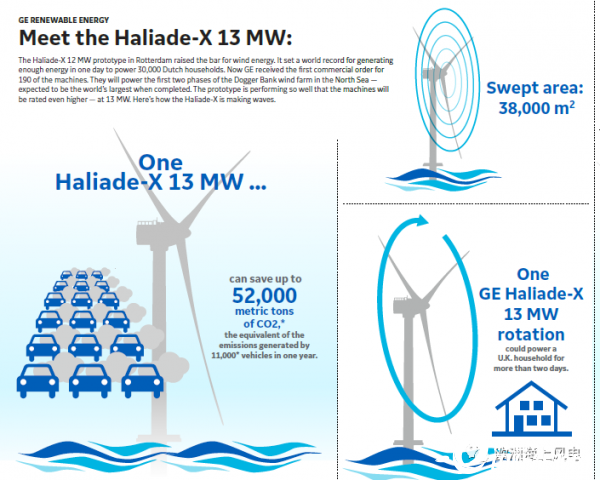 GE RENEWABLE ENERGY
Meet the Haliade-X 13 MW:
The Haliade-X 12 MW prototype in Rotterdam raised the bar for wind energy. It set a world record for generating
enough energy in one day to power 30,000 Dutch households. Now GE received the first commercial order for
190 of the machines. They will power the first two phases of the Dogger Bank wind farm in the North Sea —
expected to be the world's largest when completed. The prototype is performing so well that the machines will
be rated even higher — at 13 MW. Here's how the Haliade-X is making waves.
Swept area:
38,000 m²
One
Haliade-X 13 MW ...
can save up to
52,000
metric tons
of CO2,*
the equivalent of the
emissions generated by
11,000* vehicles in one year.
One
GE Haliade-X
13 MW
rotation
could power a
U.K. household for
more than two days.
海上风电